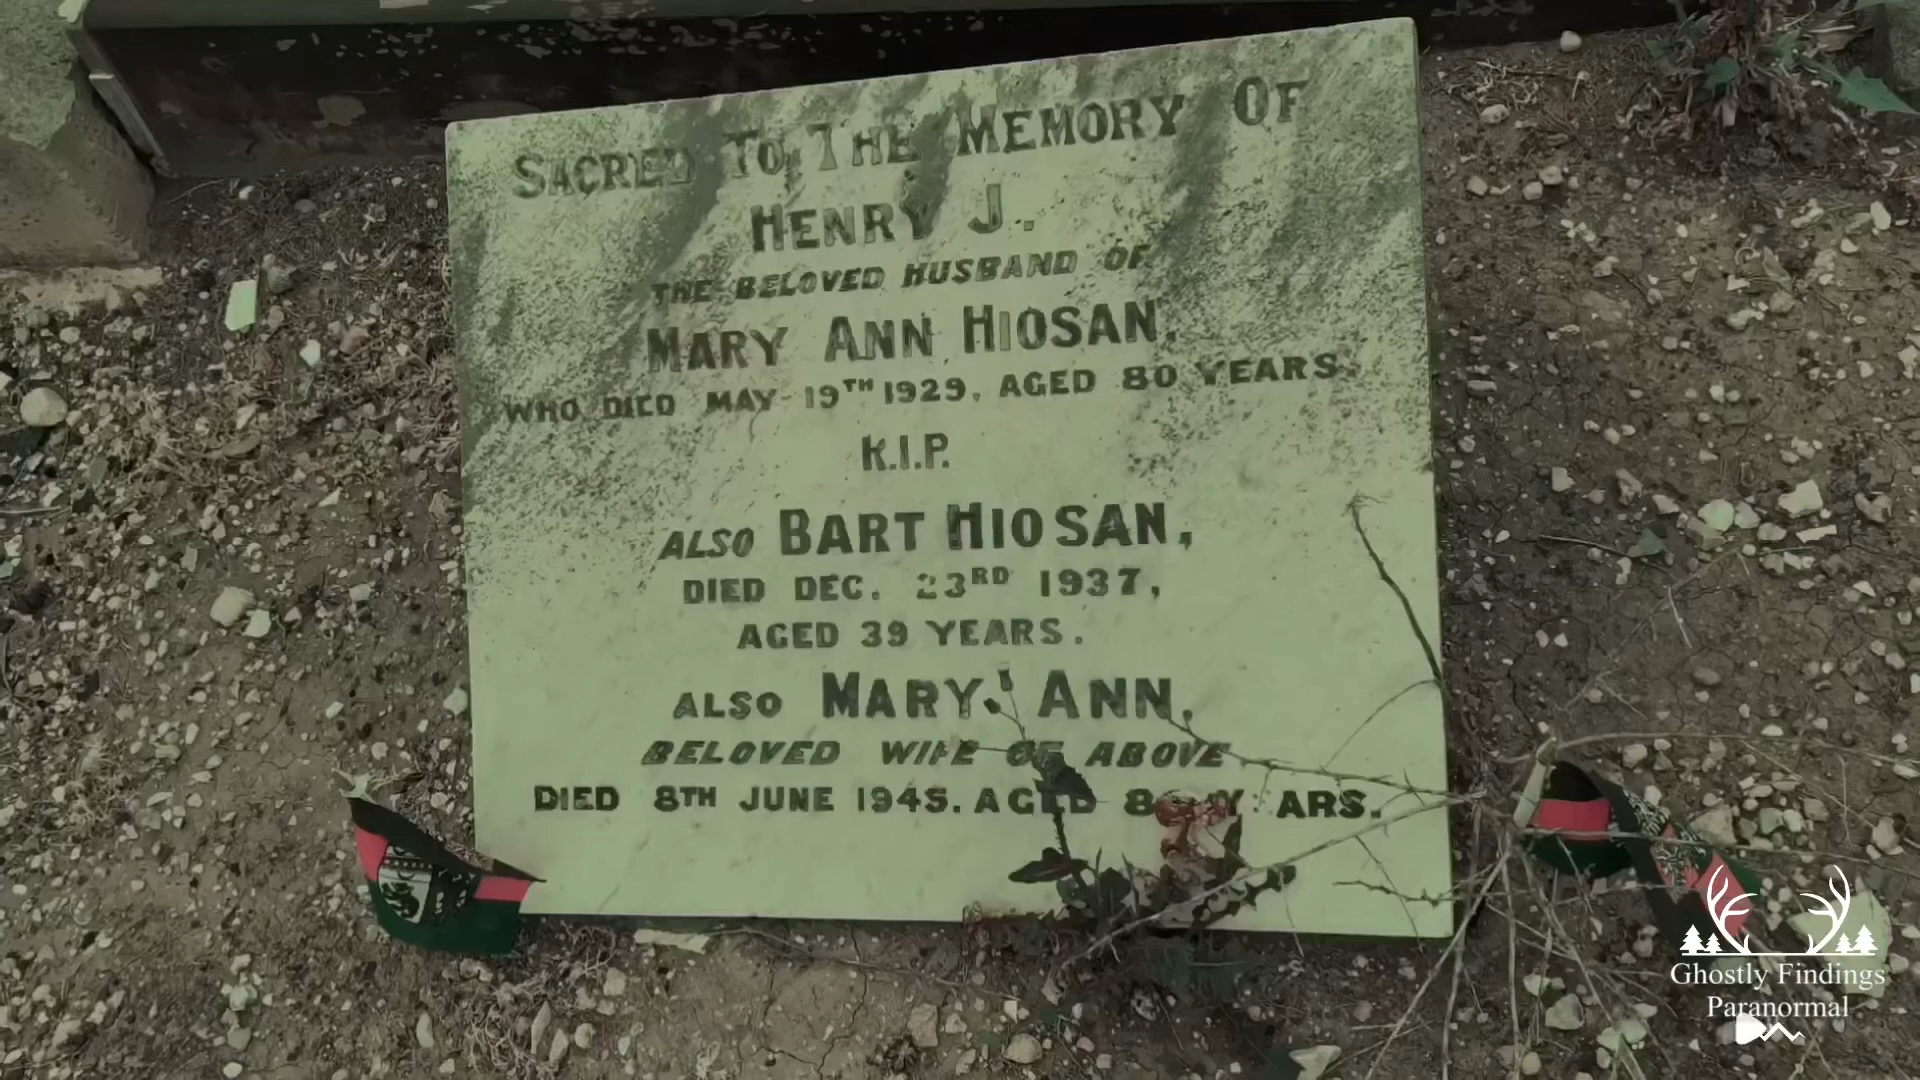 SACRED TO THE MEMORY OF
HENRY J.
THE BELOVED HUSBAND OF
MARY ANN HIOSAN,
WHO DIED MAY 19TH 1929, AGED 80 YEARS.
R.I.P.
ALSO BART HIOSAN,
DIED DEC. 23RD 1937,
AGED 39 YEARS.
ALSO MARY ANN,
BELOVED WIFE OF ABOVE
DIED 8TH JUNE 1945. AGED YEARS.
Ghostly Findings
Paranormal